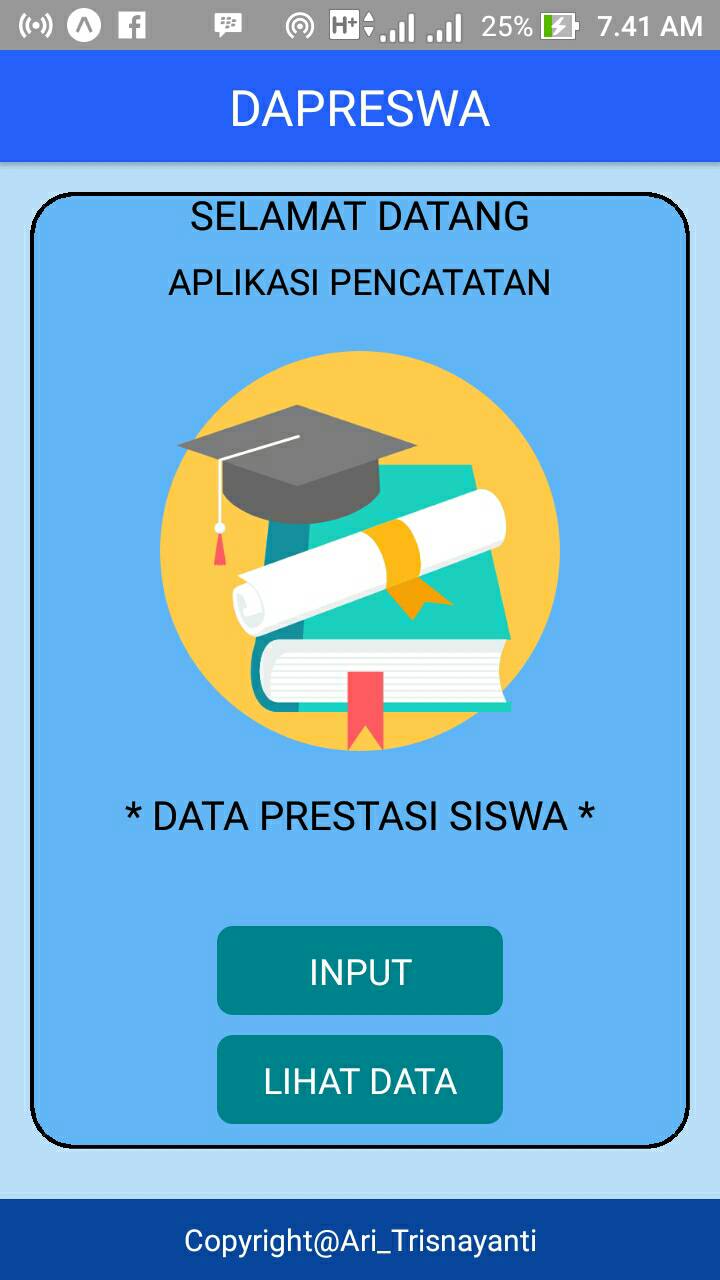 H+ 25% 7.41 AM
DAPRESWA
SELAMAT DATANG
APLIKASI PENCATATAN
* DATA PRESTASI SISWA *
INPUT
LIHAT DATA
Copyright@Ari_Trisnayanti